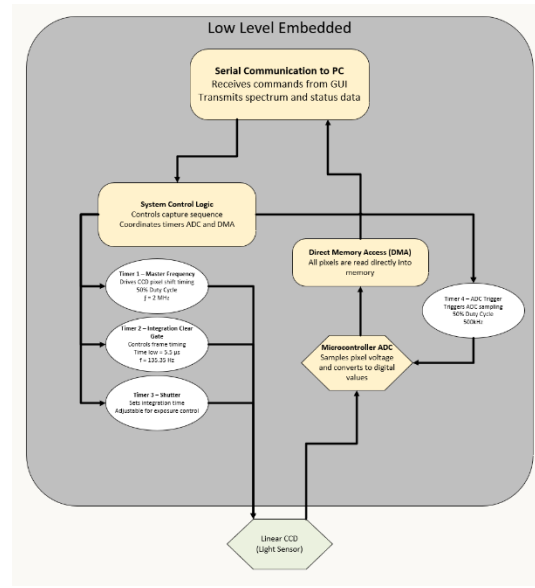 Low Level Embedded
Serial Communication to PC
Receives commands from GUI
Transmits spectrum and status data
System Control Logic
Controls capture sequence
Coordinates timers ADC and DMA
Timer 1 – Master Frequency
Drives CCD pixel shift timing
50% Duty Cycle
f = 2 MHz
Timer 2 – Integration Clear
Gate
Controls frame timing
Time low = 5.5 μs
f = 135.35 Hz
Timer 3 – Shutter
Sets integration time
Adjustable for exposure control
Direct Memory Access (DMA)
All pixels are read directly into
memory
Timer 4 – ADC Trigger
Triggers ADC sampling
50% Duty Cycle
500kHz
Microcontroller ADC
Samples pixel voltage
and converts to digital
values
Linear CCD
(Light Sensor)